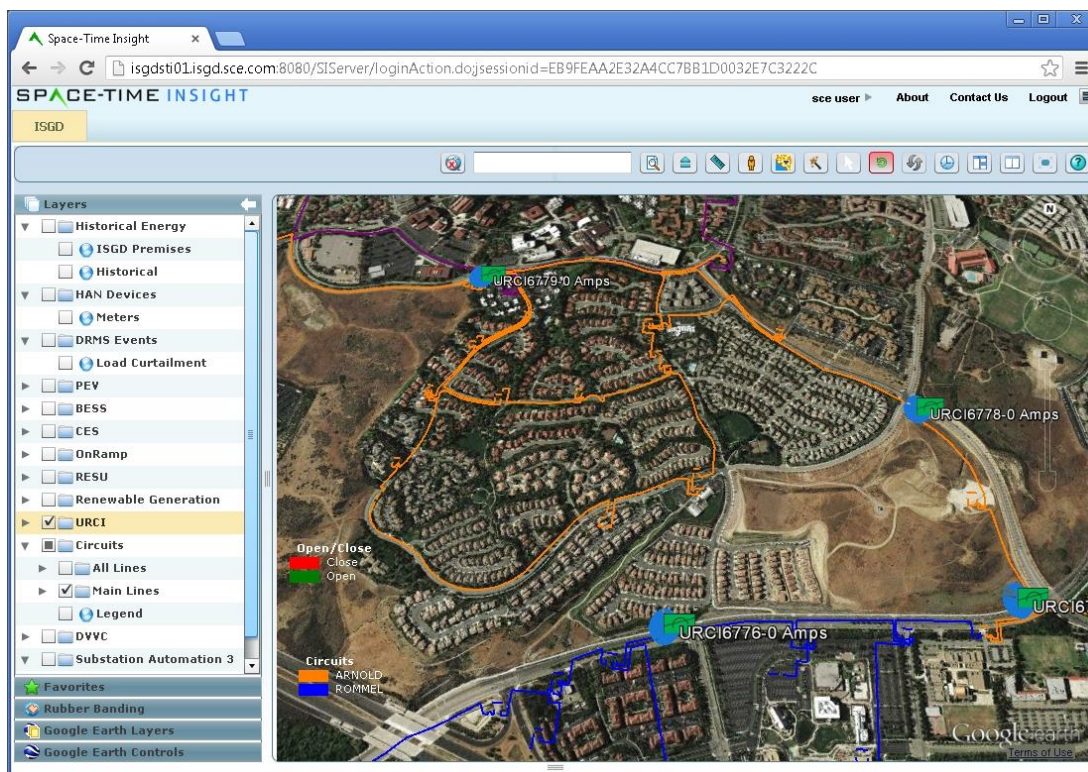 Space-Time Insight
isgdsti01.isgd.sce.com:8080/SIServer/loginAction.do;jsessionid=EB9FEAA2E32A4CC7BB1D0032E7C3222C
SPACE-TIME INSIGHT
sce user
About
Contact Us
Logout
ISGD
Layers
Historical Energy
ISGD Premises
Historical
HAN Devices
Meters
DRMS Events
Load Curtailment
PEV
BESS
CES
OnRamp
RESU
Renewable Generation
URCI
Circuits
All Lines
Main Lines
Legend
DVVC
Substation Automation 3
Favorites
Rubber Banding
Google Earth Layers
Google Earth Controls
N
URCI6779-0 Amps
URCI6778-0 Amps
URCI67
URCI6776-0 Amps
Open/Close
Close
Open
Circuits
ARNOLD
ROMMEL
Google earth
Terms of Use